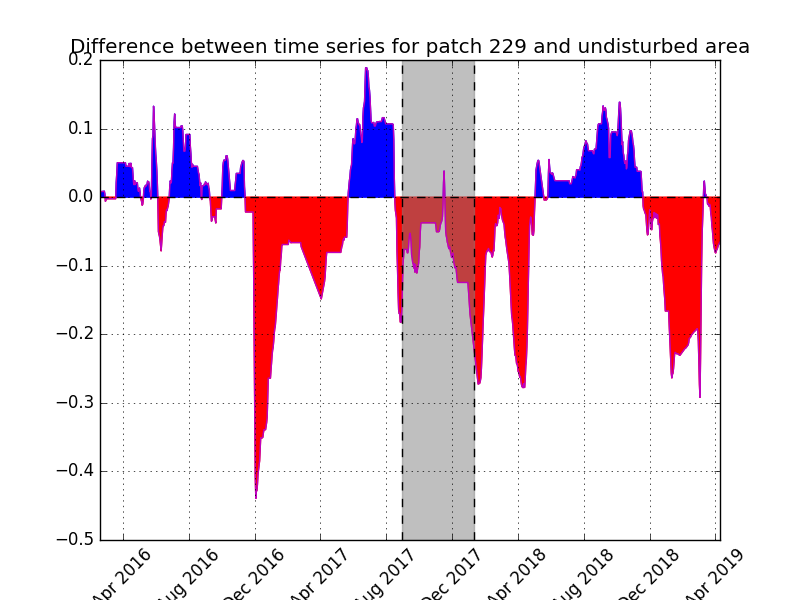 Difference between time series for patch 229 and undisturbed area
0.2
0.1
0.0
−0.1
−0.2
−0.3
−0.4
−0.5
Apr 2016
Aug 2016
Dec 2016
Apr 2017
Aug 2017
Dec 2017
Apr 2018
Aug 2018
Dec 2018
Apr 2019